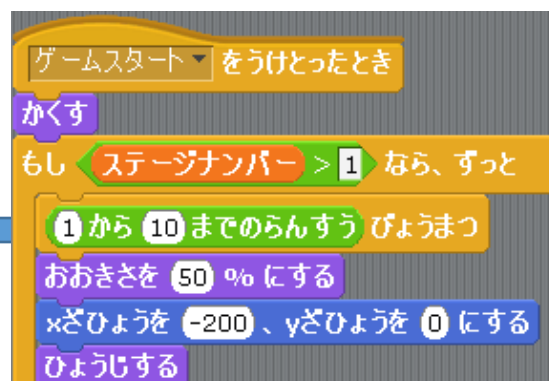 ゲームスタート をうけとったとき
かくす
もし ステージナンバー > 1 なら、ずっと
1 から 10 までのらんすう びょうまつ
おおきさを 50 % にする
xざひょうを -200 、yざひょうを 0 にする
ひょうじする